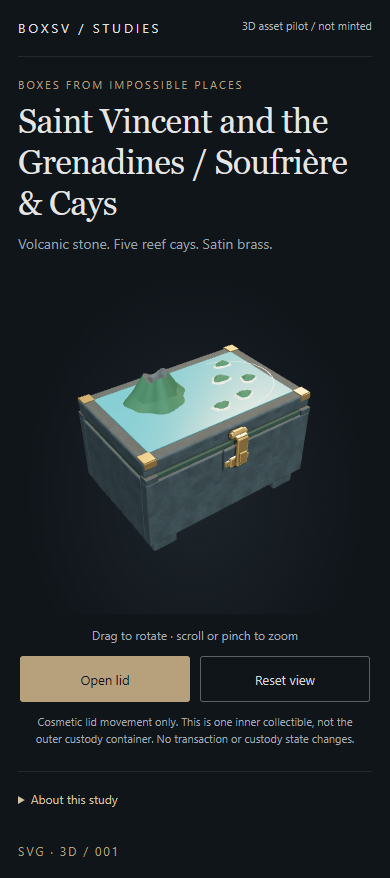 BOXSV / STUDIES
3D asset pilot / not minted
BOXES FROM IMPOSSIBLE PLACES
Saint Vincent and the
Grenadines / Soufrière
& Cays
Volcanic stone. Five reef cays. Satin brass.
Drag to rotate · scroll or pinch to zoom
Open lid
Reset view
Cosmetic lid movement only. This is one inner collectible, not the
outer custody container. No transaction or custody state changes.
About this study
SVG · 3D / 001